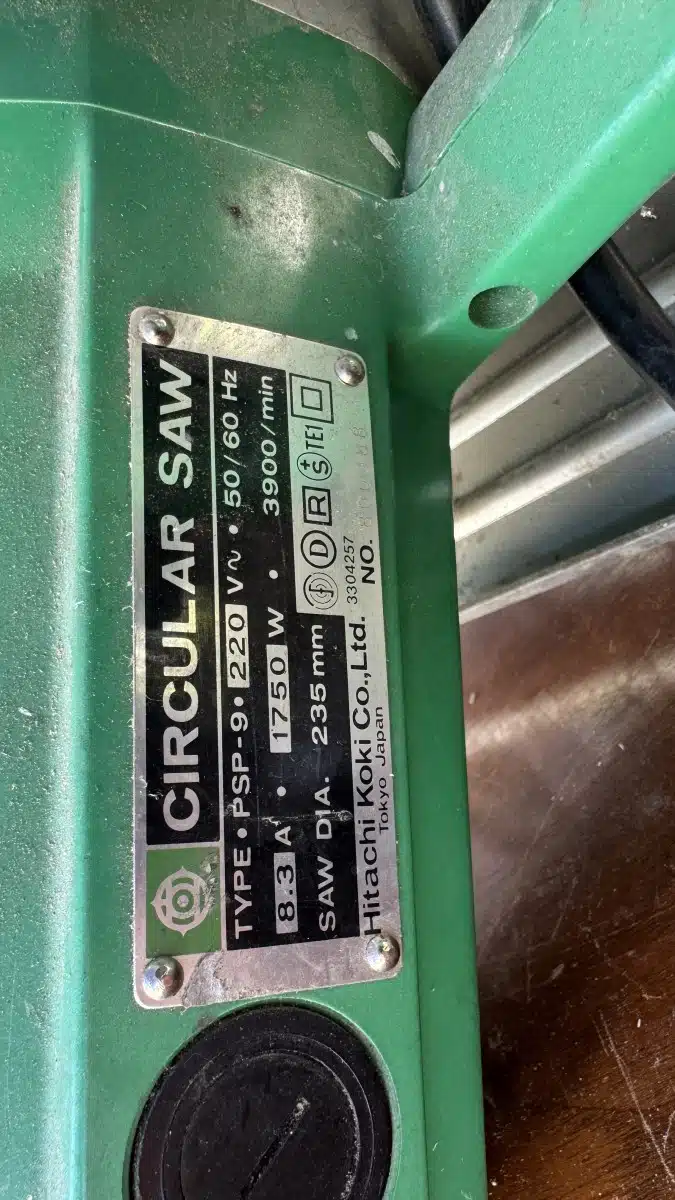 CIRCULAR SAW
TYPE • PSP-9 • 220 V ~ • 50/60 Hz
8.3 A • 1750 W • 3900/min
SAW DIA. 235 mm
D R S TE1
3304257
Hitachi Koki Co.,Ltd. NO.
Tokyo Japan